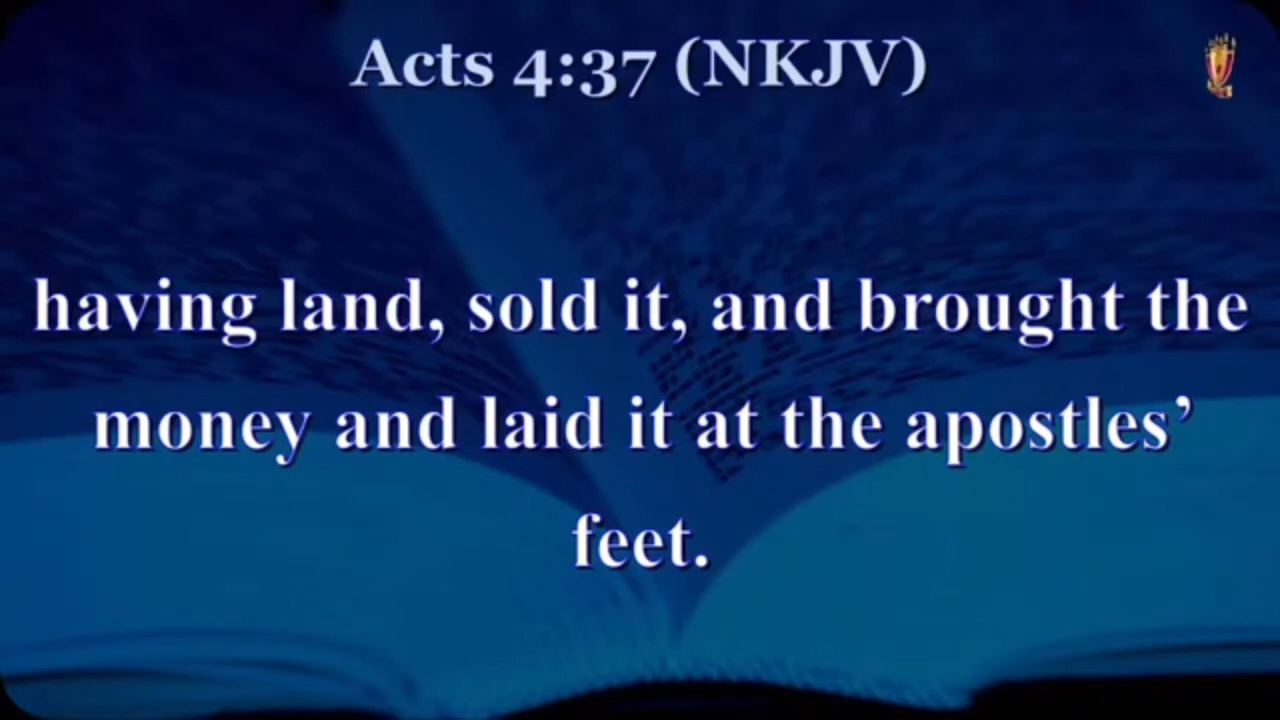 Acts 4:37 (NKJV)
having land, sold it, and brought the
money and laid it at the apostles’
feet.